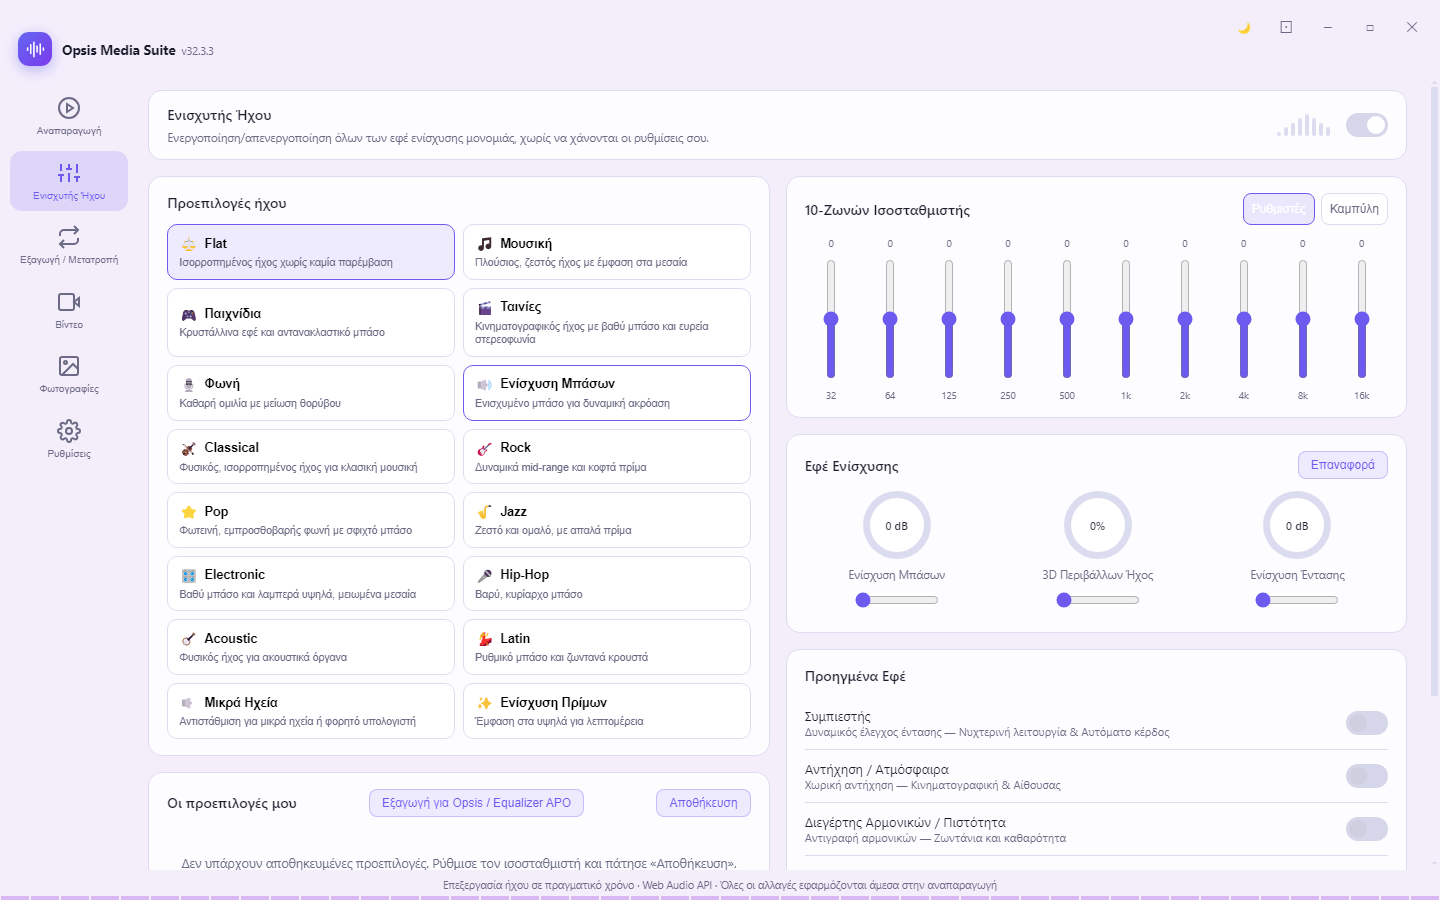 Opsis Media Suite v32.3.3
Αναπαραγωγή
Ενισχυτής Ήχου
Εξαγωγή / Μετατροπή
Βίντεο
Φωτογραφίες
Ρυθμίσεις
Ενισχυτής Ήχου
Ενεργοποίηση/απενεργοποίηση όλων των εφέ ενίσχυσης μονομιάς, χωρίς να χάνονται οι ρυθμίσεις σου.
Προεπιλογές ήχου
Flat
Ισορροπημένος ήχος χωρίς καμία παρέμβαση
Μουσική
Πλούσιος, ζεστός ήχος με έμφαση στα μεσαία
Παιχνίδια
Κρυστάλλινα εφέ και αντανακλαστικό μπάσο
Ταινίες
Κινηματογραφικός ήχος με βαθύ μπάσο και ευρεία
στερεοφωνία
Φωνή
Καθαρή ομιλία με μείωση θορύβου
Ενίσχυση Μπάσων
Ενισχυμένο μπάσο για δυναμική ακρόαση
Classical
Φυσικός, ισορροπημένος ήχος για κλασική μουσική
Rock
Δυναμικά mid-range και κοφτά πρίμα
Pop
Φωτεινή, εμπροσθοβαρής φωνή με σφιχτό μπάσο
Jazz
Ζεστό και ομαλό, με απαλά πρίμα
Electronic
Βαθύ μπάσο και λαμπερά υψηλά, μειωμένα μεσαία
Hip-Hop
Βαρύ, κυρίαρχο μπάσο
Acoustic
Φυσικός ήχος για ακουστικά όργανα
Latin
Ρυθμικό μπάσο και ζωντανά κρουστά
Μικρά Ηχεία
Αντιστάθμιση για μικρά ηχεία ή φορητό υπολογιστή
Ενίσχυση Πρίμων
Έμφαση στα υψηλά για λεπτομέρεια
Οι προεπιλογές μου
Εξαγωγή για Opsis / Equalizer APO
Αποθήκευση
Δεν υπάρχουν αποθηκευμένες προεπιλογές. Ρύθμισε τον ισοσταθμιστή και πάτησε «Αποθήκευση».
10-Ζωνών Ισοσταθμιστής
Ρυθμιστές
Καμπύλη
0 0 0 0 0 0 0 0 0 0
32 64 125 250 500 1k 2k 4k 8k 16k
Εφέ Ενίσχυσης
Επαναφορά
0 dB 0% 0 dB
Ενίσχυση Μπάσων 3D Περιβάλλων Ήχος Ενίσχυση Έντασης
Προηγμένα Εφέ
Συμπιεστής
Δυναμικός έλεγχος έντασης — Νυχτερινή λειτουργία & Αυτόματο κέρδος
Αντήχηση / Ατμόσφαιρα
Χωρική αντήχηση — Κινηματογραφική & Αίθουσας
Διεγέρτης Αρμονικών / Πιστότητα
Αντιγραφή αρμονικών — Ζωντάνια και καθαρότητα
Επεξεργασία ήχου σε πραγματικό χρόνο · Web Audio API · Όλες οι αλλαγές εφαρμόζονται άμεσα στην αναπαραγωγή